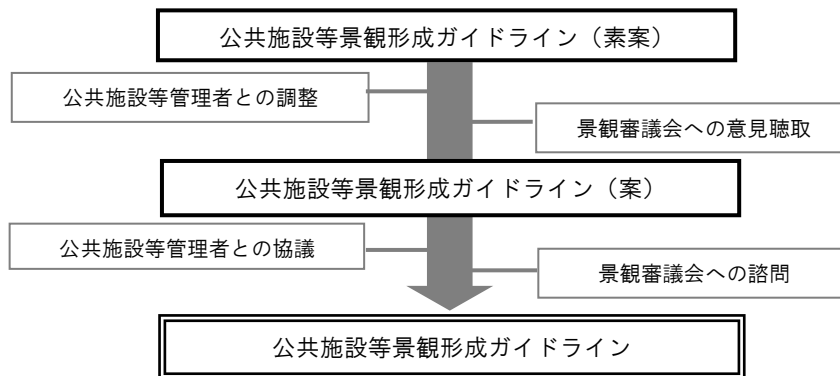 公共施設等景観形成ガイドライン（素案）
公共施設等管理者との調整
景観審議会への意見聴取
公共施設等景観形成ガイドライン（案）
公共施設等管理者との協議
景観審議会への諮問
公共施設等景観形成ガイドライン